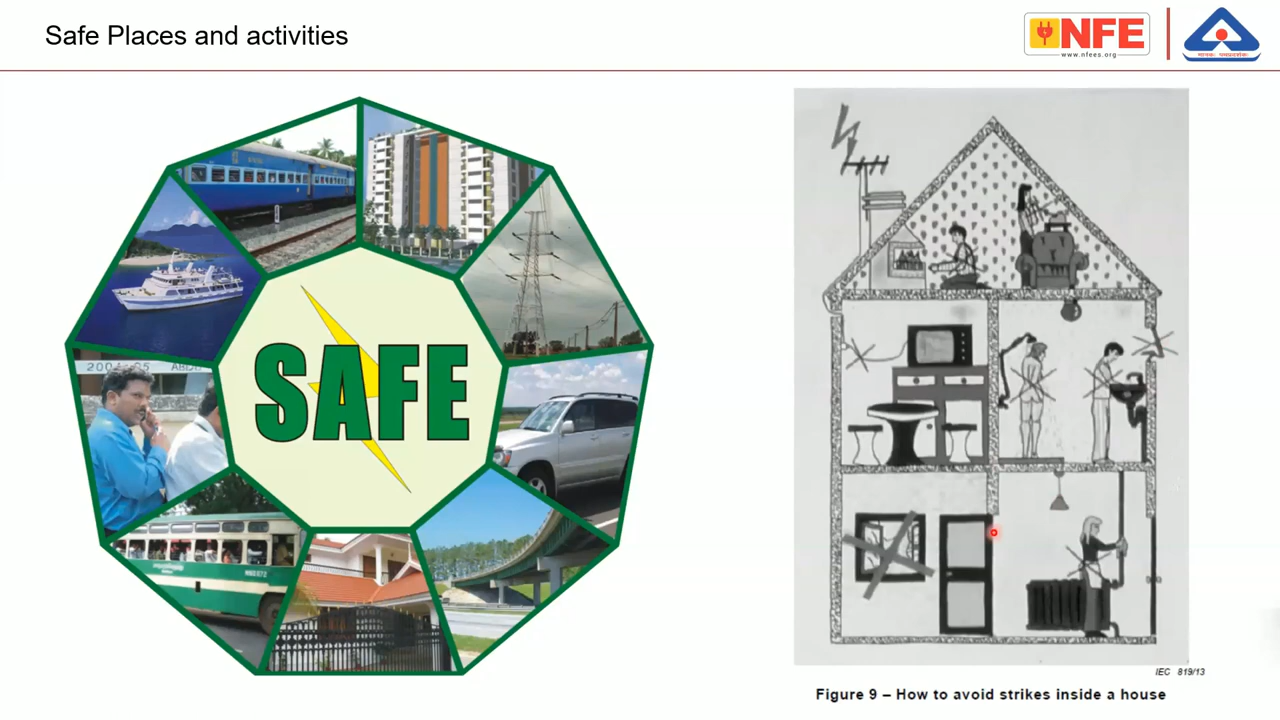 Safe Places and activities
NFE
www.nfees.org
SAFE
IEC 819/13
Figure 9 – How to avoid strikes inside a house